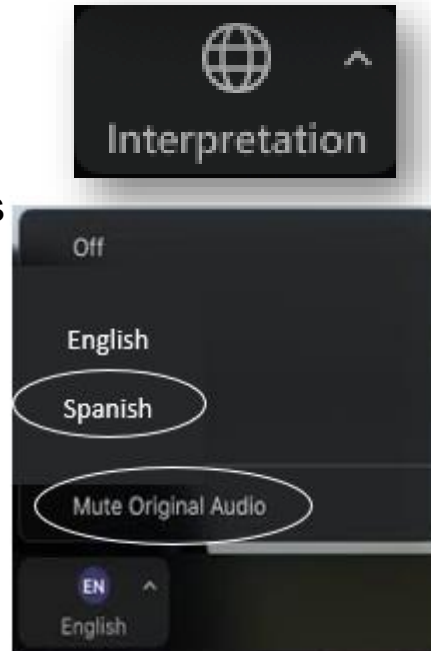 Interpretation
s
Off
English
Spanish
Mute Original Audio
EN
English